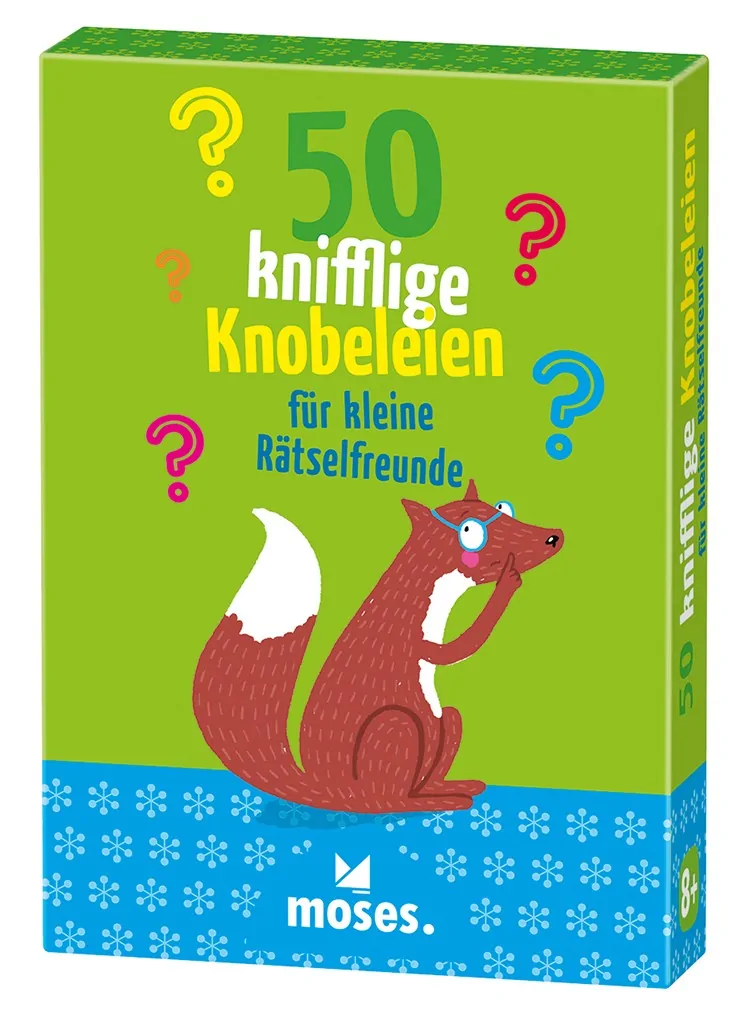 ?
50
knifflige
?
?
Knobeleien
?
für kleine
?
Rätselfreunde
moses.
50 knifflige Knobeleien
für kleine Rätselfreunde
8+